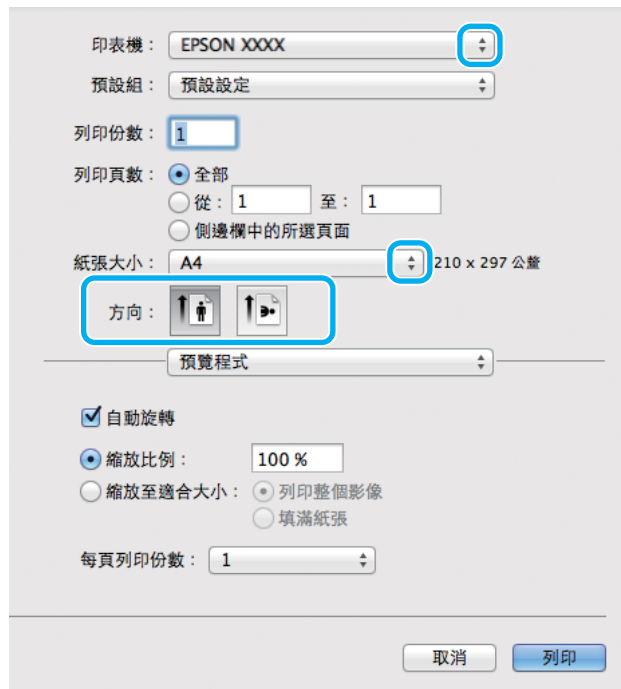 印表機： EPSON XXXX
預設組： 預設設定
列印份數： 1
列印頁數： 全部
從： 1 至： 1
側邊欄中的所選頁面
紙張大小： A4 210 x 297 公釐
方向：
預覽程式
自動旋轉
縮放比例： 100 %
縮放至適合大小： 列印整個影像
填滿紙張
每頁列印份數： 1
取消 列印